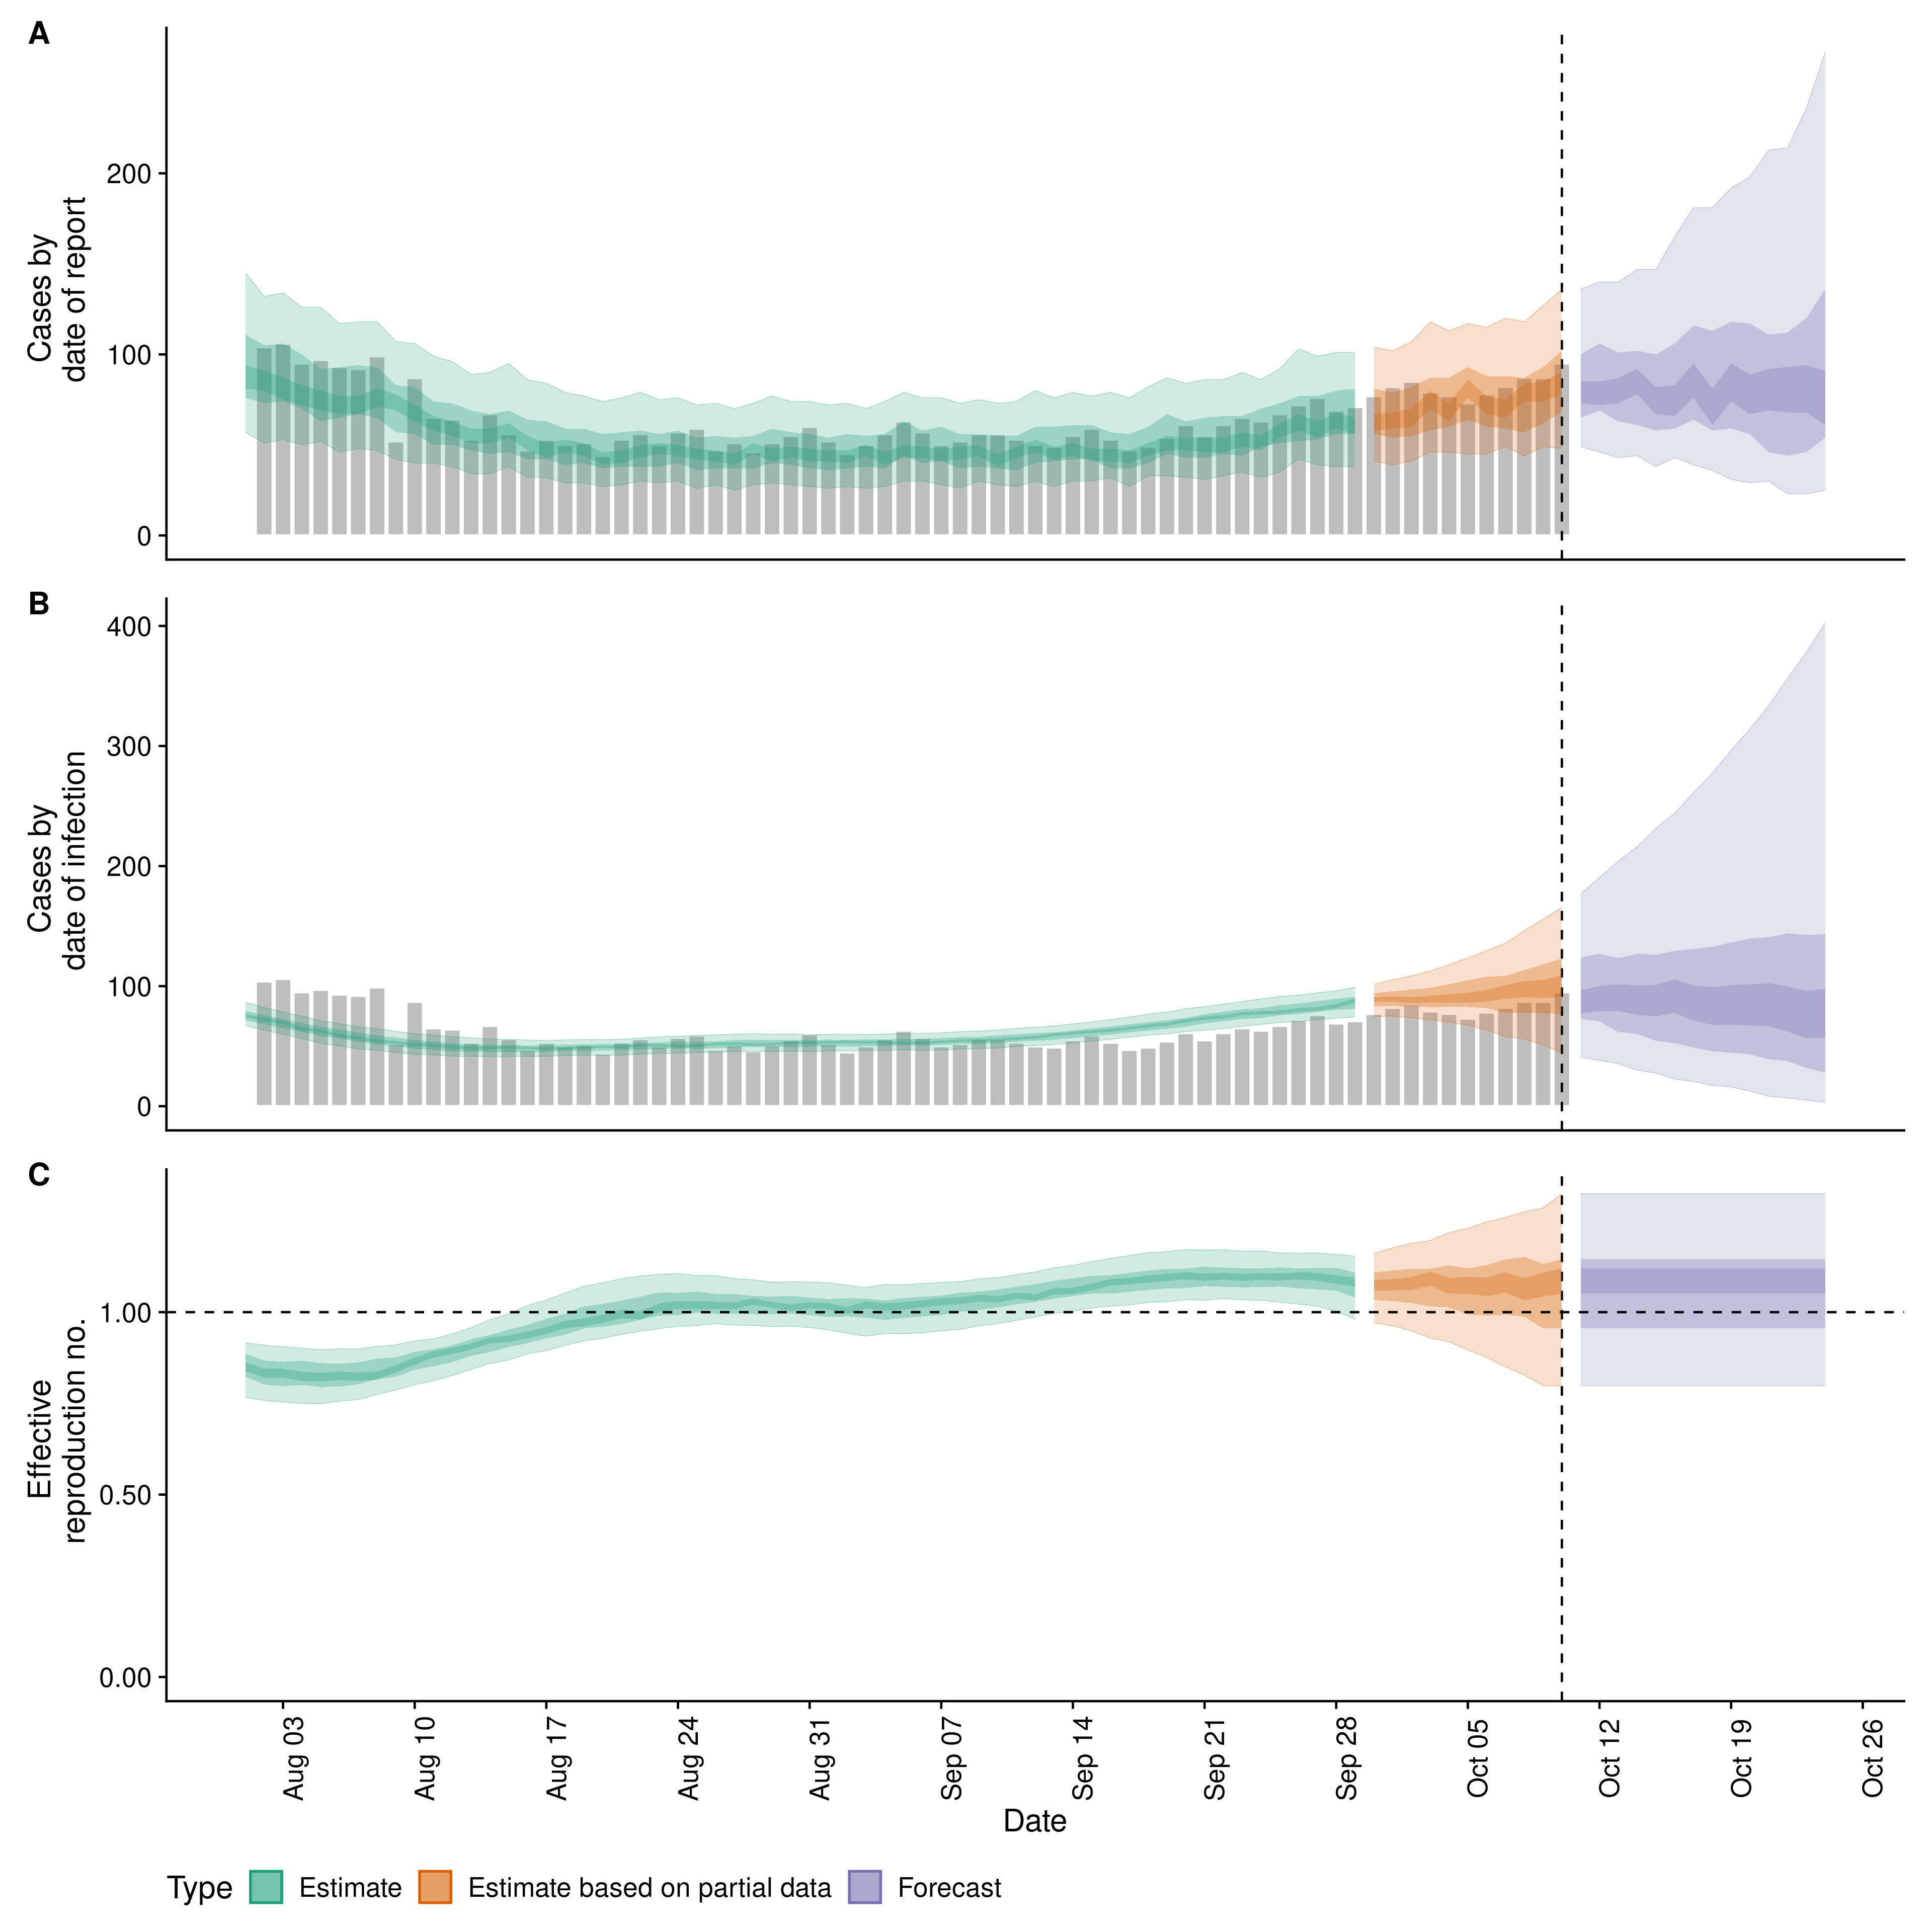 A
Cases by
date of report
200
100
0
B
Cases by
date of infection
400
300
200
100
0
C
Effective
reproduction no.
1.00
0.50
0.00
Aug 03
Aug 10
Aug 17
Aug 24
Aug 31
Sep 07
Sep 14
Sep 21
Sep 28
Oct 05
Oct 12
Oct 19
Oct 26
Date
Type Estimate Estimate based on partial data Forecast